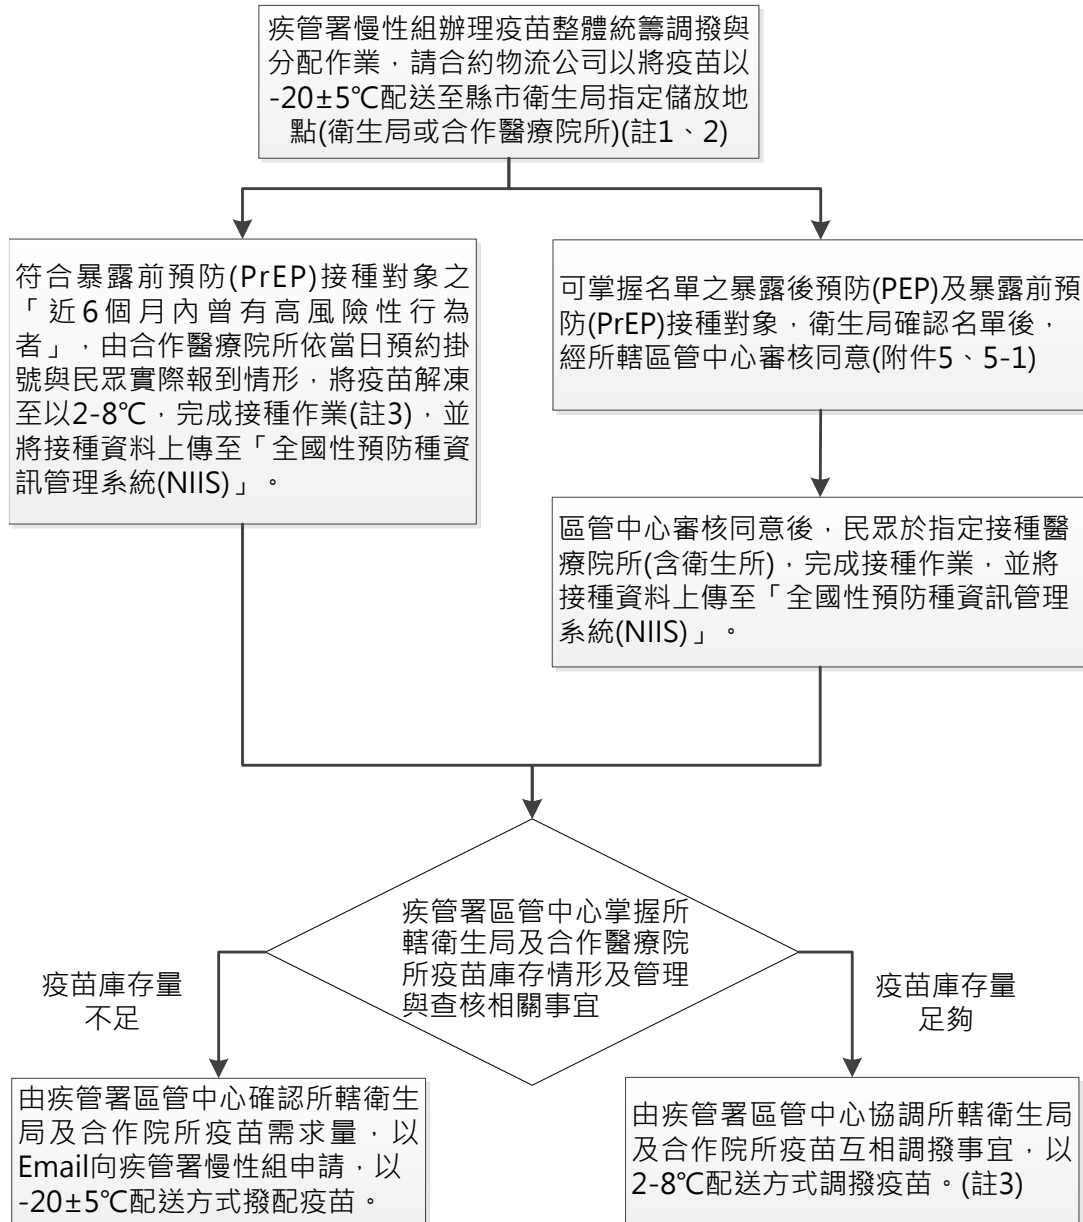 疾管署慢性組辦理疫苗整體統籌調撥與
分配作業，請合約物流公司以將疫苗以
-20±5℃配送至縣市衛生局指定儲放地
點(衛生局或合作醫療院所)(註1、2)
符合暴露前預防(PrEP)接種對象之
「近6個月內曾有高風險性行為
者」，由合作醫療院所依當日預約掛
號與民眾實際報到情形，將疫苗解凍
至以2-8℃，完成接種作業(註3)，並
將接種資料上傳至「全國性預防種資
訊管理系統(NIIS)」。
可掌握名單之暴露後預防(PEP)及暴露前預
防(PrEP)接種對象，衛生局確認名單後，
經所轄區管中心審核同意(附件5、5-1)
區管中心審核同意後，民眾於指定接種醫
療院所(含衛生所)，完成接種作業，並將
接種資料上傳至「全國性預防種資訊管理
系統(NIIS)」。
疾管署區管中心掌握所
轄衛生局及合作醫療院
所疫苗庫存情形及管理
與查核相關事宜
疫苗庫存量
不足
疫苗庫存量
足夠
由疾管署區管中心確認所轄衛生
局及合作院所疫苗需求量，以
Email向疾管署慢性組申請，以
-20±5℃配送方式撥配疫苗。
由疾管署區管中心協調所轄衛生局
及合作院所疫苗互相調撥事宜，以
2-8℃配送方式調撥疫苗。(註3)